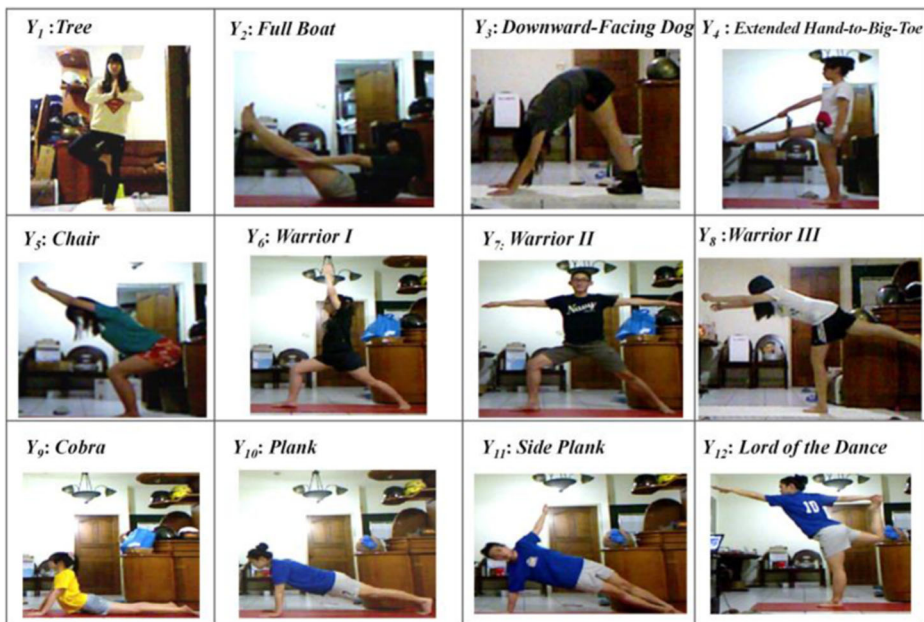 Y1 :Tree
Y2: Full Boat
Y3: Downward-Facing Dog
Y4 : Extended Hand-to-Big-Toe
Y5: Chair
Y6: Warrior I
Y7: Warrior II
Y8 :Warrior III
Y9: Cobra
Y10: Plank
Y11: Side Plank
Y12: Lord of the Dance
10